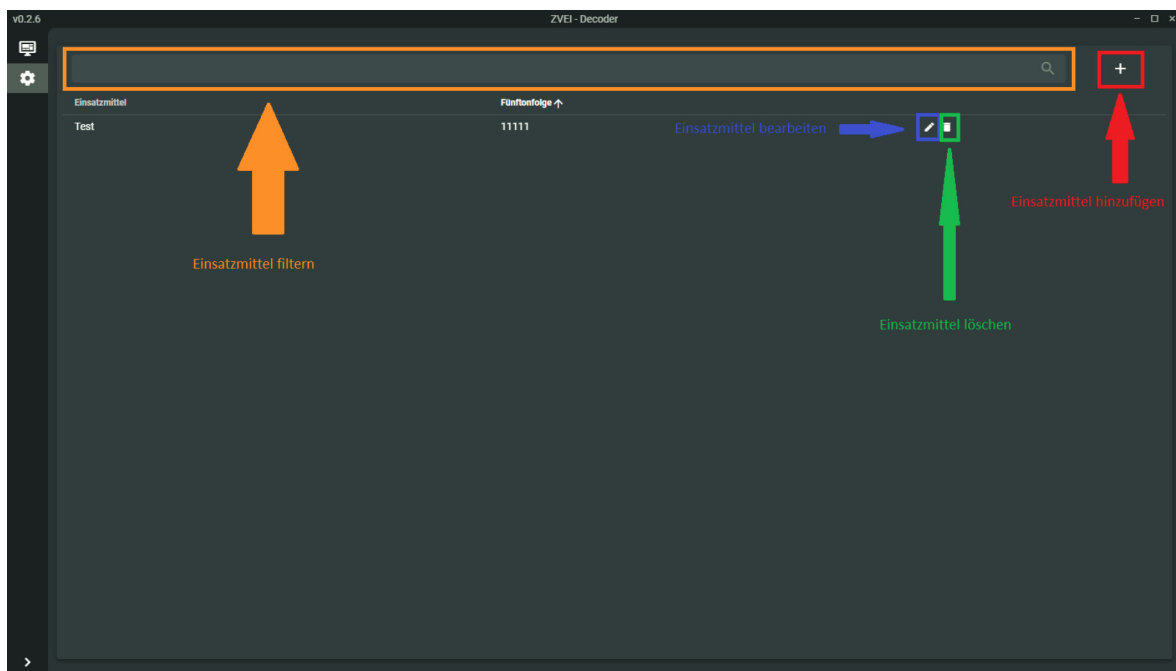 v0.2.6
ZVEI - Decoder
Einsatzmittel
Fünftonfolge
Test
11111
Einsatzmittel bearbeiten
Einsatzmittel hinzufügen
Einsatzmittel filtern
Einsatzmittel löschen